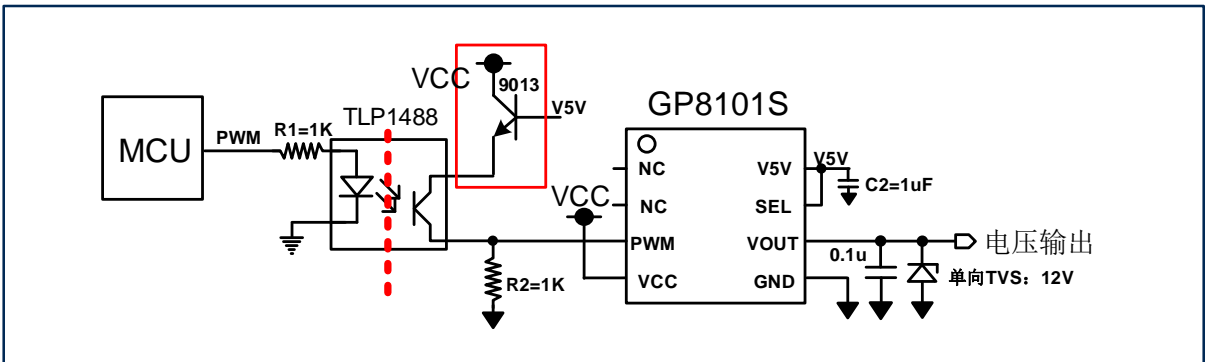 VCC
9013
V5V
TLP1488
MCU
PWM
R1=1K
R2=1K
VCC
GP8101S
NC
NC
PWM
VCC
V5V
SEL
VOUT
GND
V5V
C2=1uF
0.1u
电压输出
单向TVS：12V